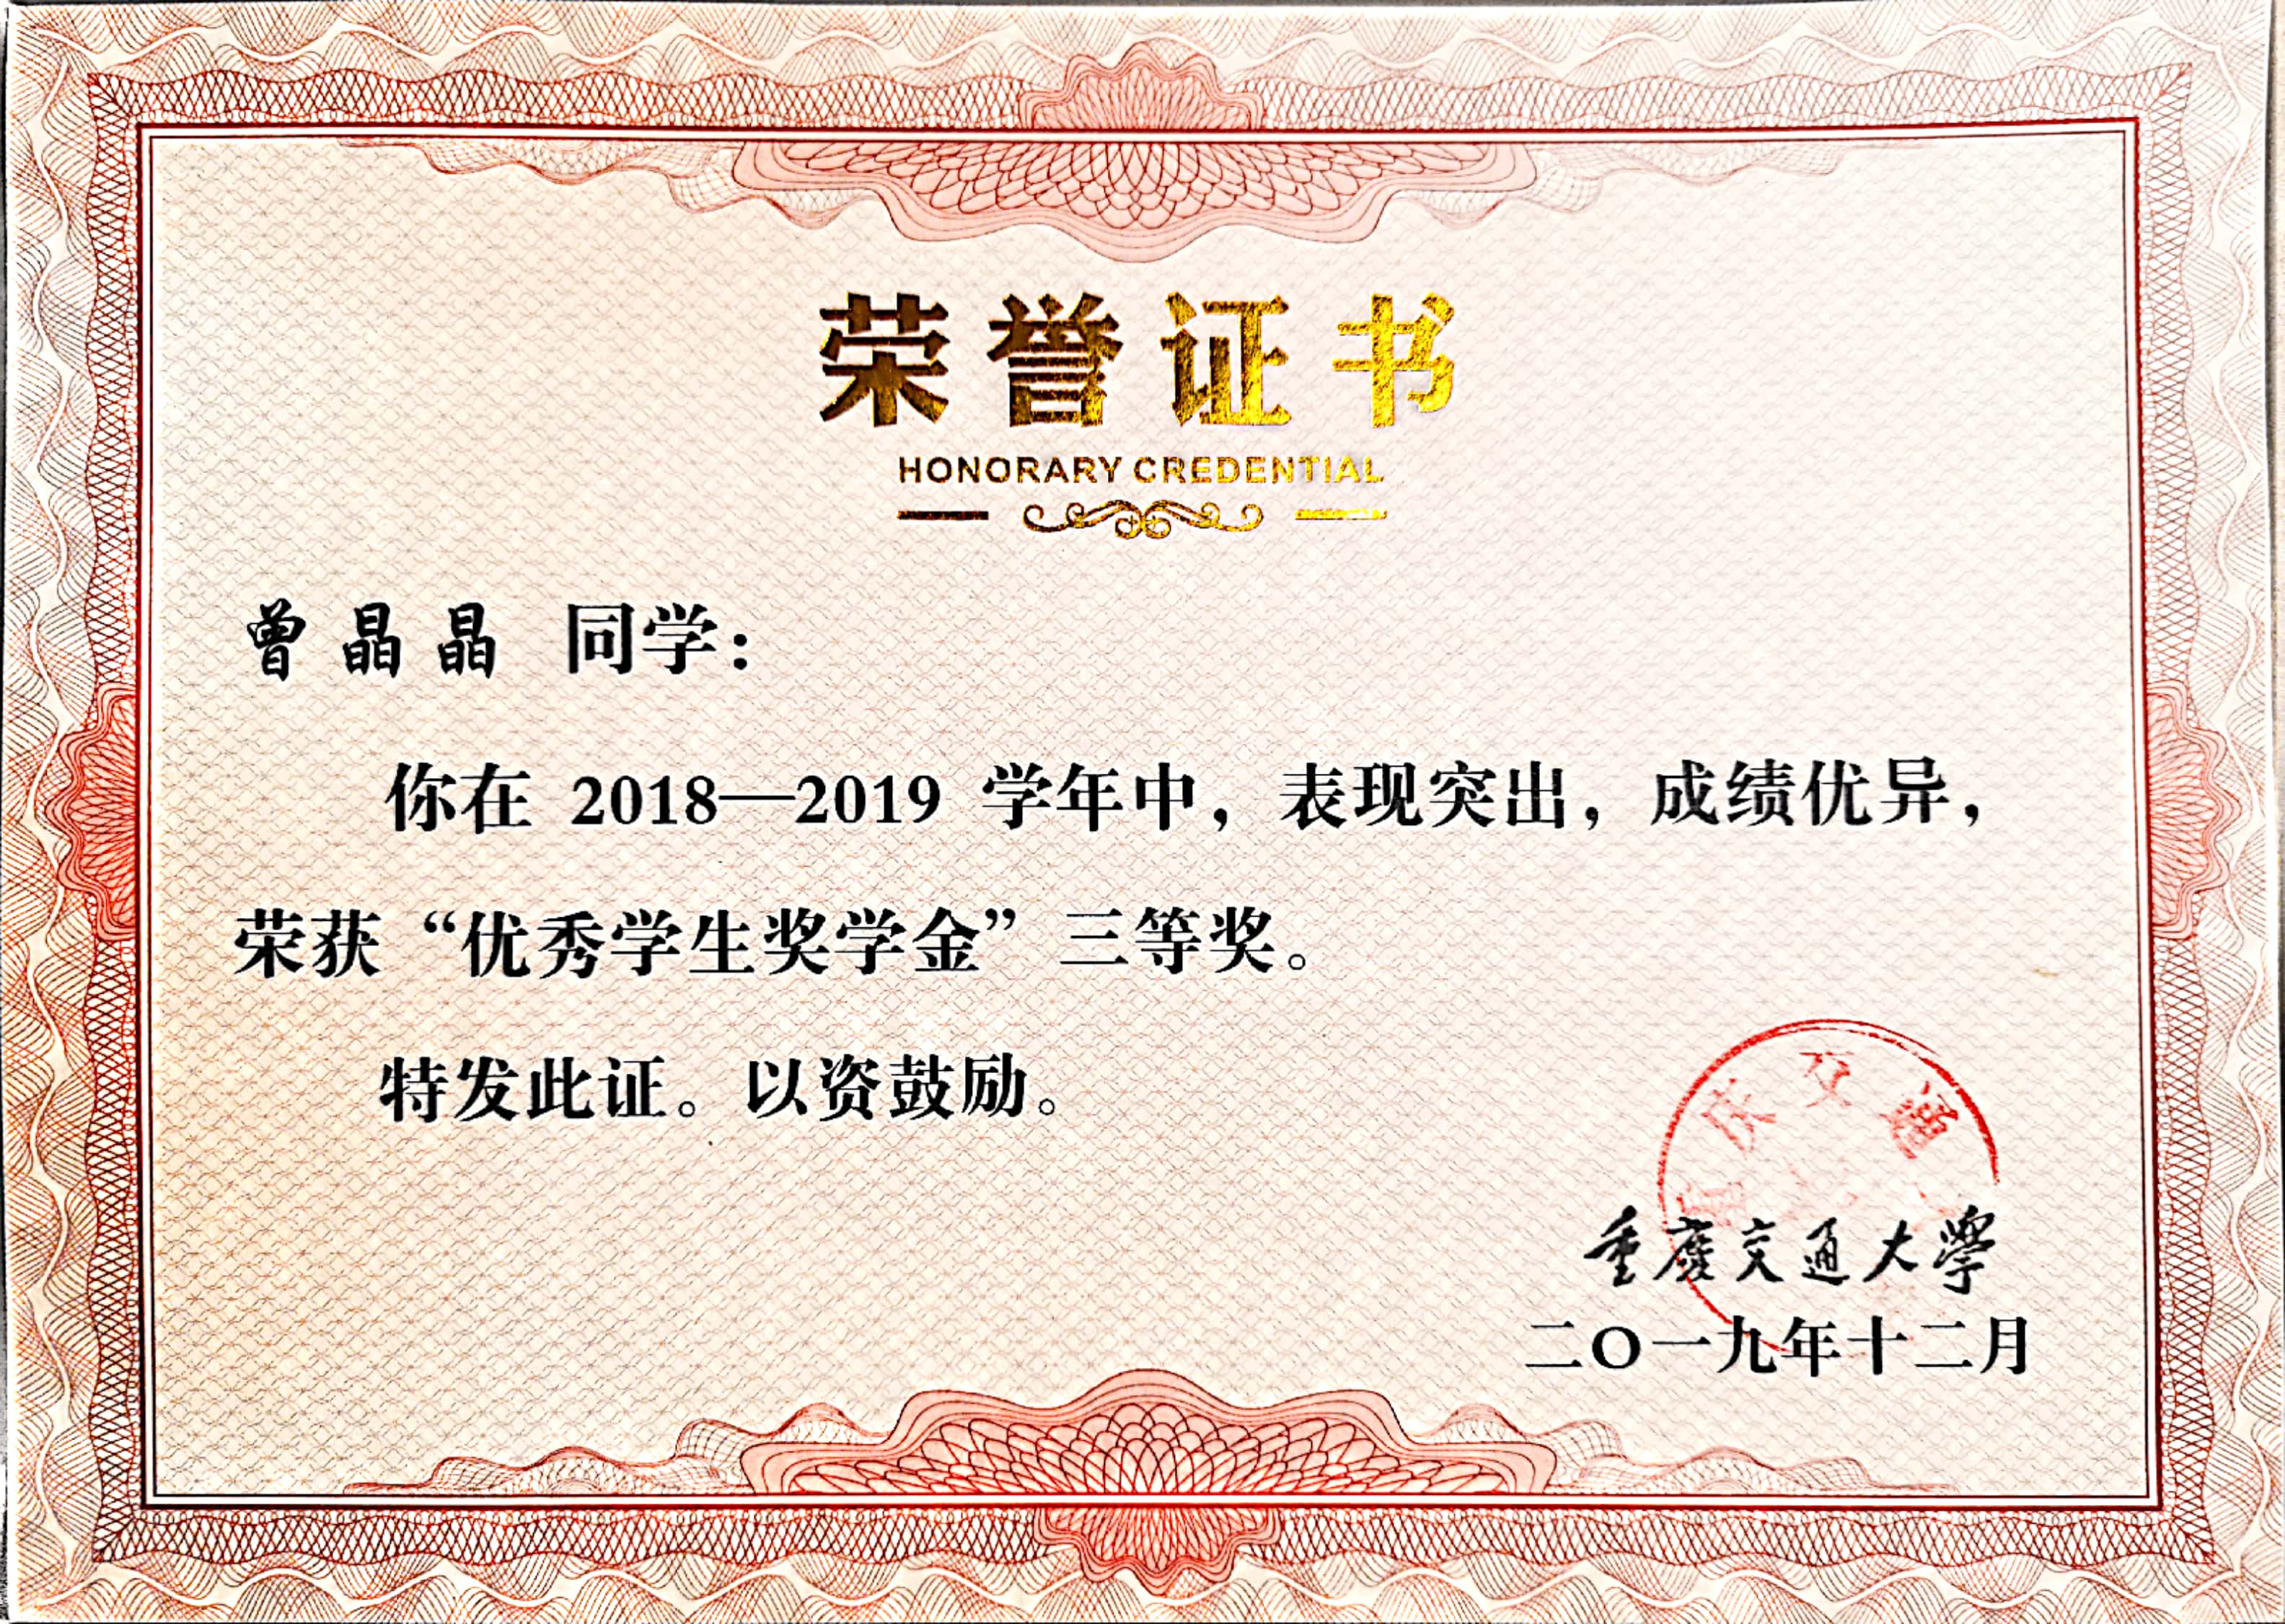 荣誉证书
HONORARY CREDENTIAL
曾晶晶 同学：
你在 2018—2019 学年中，表现突出，成绩优异，
荣获“优秀学生奖学金”三等奖。
特发此证。以资鼓励。
重庆交通
重慶交通大學
二〇一九年十二月